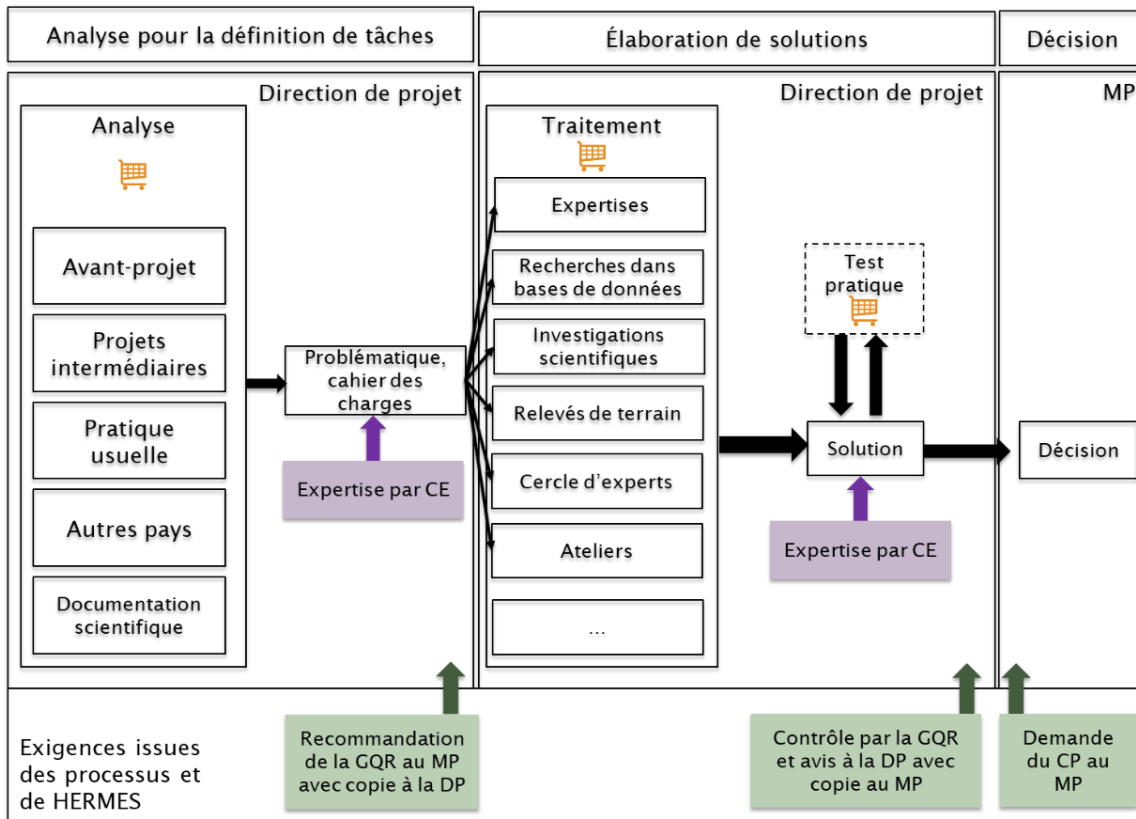 Analyse pour la définition de tâches
Élaboration de solutions
Décision
Direction de projet
Analyse
Avant-projet
Projets
intermédiaires
Pratique
usuelle
Autres pays
Documentation
scientifique
Problématique,
cahier des
charges
Expertise par CE
Direction de projet
Traitement
Expertises
Recherches dans
bases de données
Investigations
scientifiques
Relevés de terrain
Cercle d'experts
Ateliers
...
Test
pratique
Solution
Expertise par CE
MP
Décision
Exigences issues
des processus et
de HERMES
Recommandation
de la GQR au MP
avec copie à la DP
Contrôle par la GQR
et avis à la DP avec
copie au MP
Demande
du CP au
MP